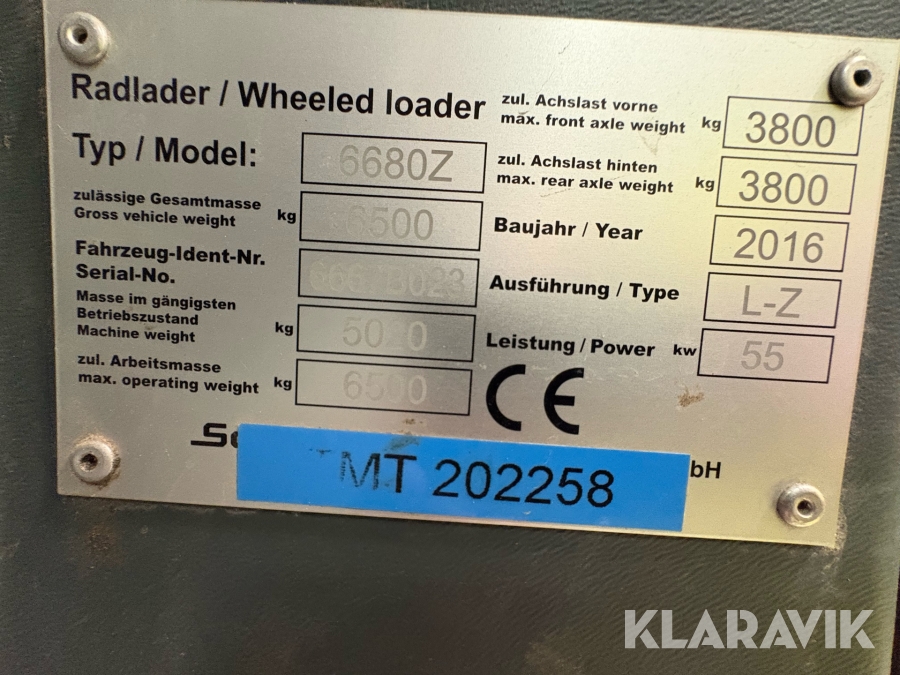 Radlader / Wheeled loader
Typ / Model: 6680Z
zulässige Gesamtmasse
Gross vehicle weight kg 6500
Fahrzeug-Ident-Nr.
Serial-No.
Masse im gängigsten
Betriebszustand
Machine weight kg
zul. Arbeitsmasse
max. operating weight kg 6500
zul. Achslast vorne
max. front axle weight kg 3800
zul. Achslast hinten
max. rear axle weight kg 3800
Baujahr / Year 2016
Ausführung / Type L-Z
Leistung / Power kw 55
CE
MT 202258
KLARAVIK